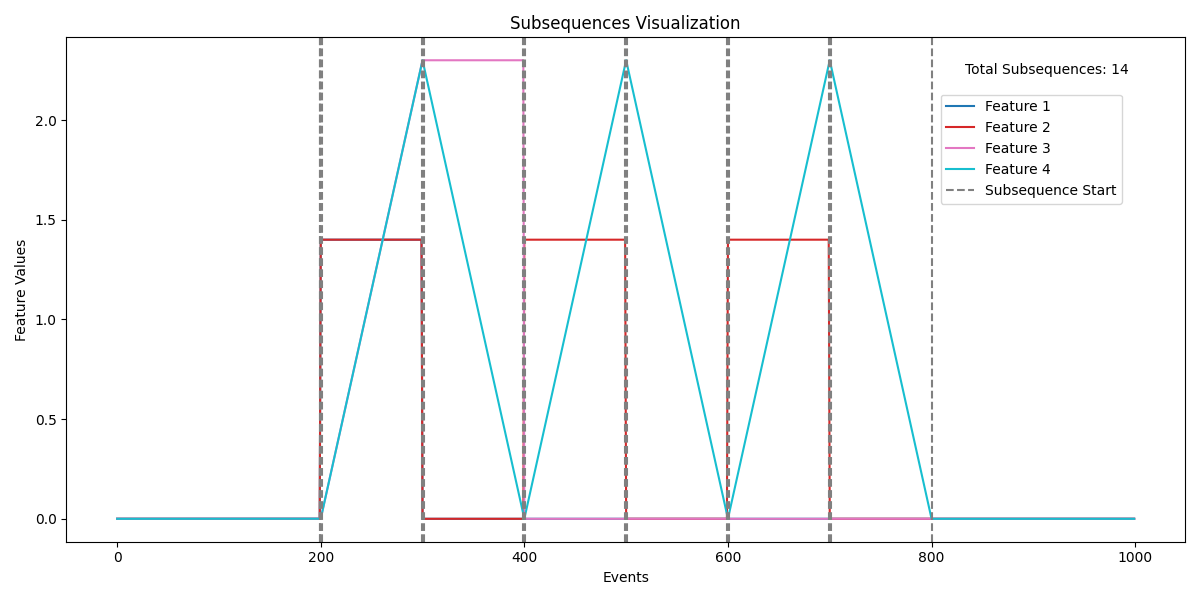 Subsequences Visualization
Total Subsequences: 14
Feature 1
Feature 2
Feature 3
Feature 4
Subsequence Start
Feature Values
2.0
1.5
1.0
0.5
0.0
0 200 400 600 800 1000
Events